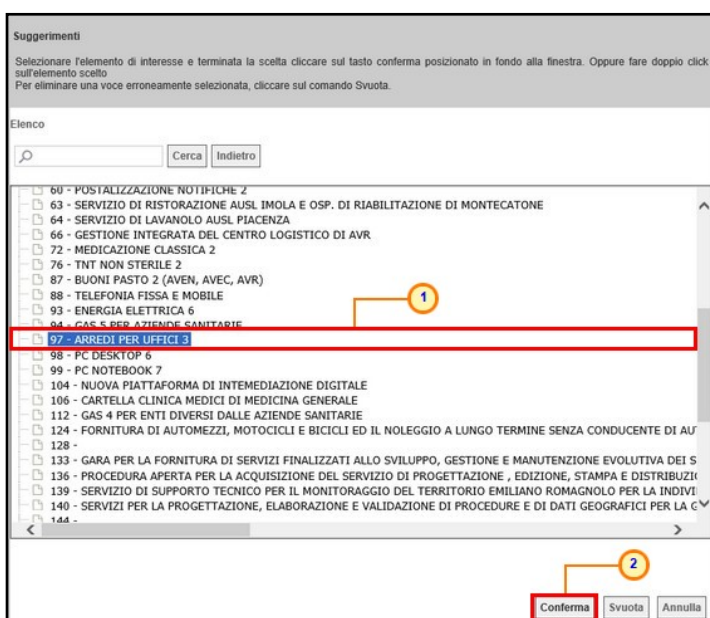 Suggerimenti
Selezionare l'elemento di interesse e terminata la scelta cliccare sul tasto conferma posizionato in fondo alla finestra. Oppure fare doppio click
sull'elemento scelto
Per eliminare una voce erroneamente selezionata, cliccare sul comando Svuota.
Elenco
Cerca Indietro
60 - POSTALIZZAZIONE NOTIFICHE 2
63 - SERVIZIO DI RISTORAZIONE AUSL IMOLA E OSP. DI RIABILITAZIONE DI MONTECATONE
64 - SERVIZIO DI LAVANOLO AUSL PIACENZA
66 - GESTIONE INTEGRATA DEL CENTRO LOGISTICO DI AVR
72 - MEDICAZIONE CLASSICA 2
76 - TNT NON STERILE 2
87 - BUONI PASTO 2 (AVEN, AVEC, AVR)
88 - TELEFONIA FISSA E MOBILE
1
93 - ENERGIA ELETTRICA 6
94 - GAS 5 PER AZIENDE SANITARIE
97 - ARREDI PER UFFICI 3
98 - PC DESKTOP 6
99 - PC NOTEBOOK 7
104 - NUOVA PIATTAFORMA DI INTEMEDIAZIONE DIGITALE
106 - CARTELLA CLINICA MEDICI DI MEDICINA GENERALE
112 - GAS 4 PER ENTI DIVERSI DALLE AZIENDE SANITARIE
124 - FORNITURA DI AUTOMEZZI, MOTOCICLI E BICICLI ED IL NOLEGGIO A LUNGO TERMINE SENZA CONDUCENTE DI AU
128 -
133 - GARA PER LA FORNITURA DI SERVIZI FINALIZZATI ALLO SVILUPPO, GESTIONE E MANUTENZIONE EVOLUTIVA DEI S
136 - PROCEDURA APERTA PER LA ACQUISIZIONE DEL SERVIZIO DI PROGETTAZIONE , EDIZIONE, STAMPA E DISTRIBUZI
139 - SERVIZIO DI SUPPORTO TECNICO PER IL MONITORAGGIO DEL TERRITORIO EMILIANO ROMAGNOLO PER LA INDIVI
140 - SERVIZI PER LA PROGETTAZIONE, ELABORAZIONE E VALIDAZIONE DI PROCEDURE E DI DATI GEOGRAFICI PER LA G
144 -
2
Conferma Svuota Annulla